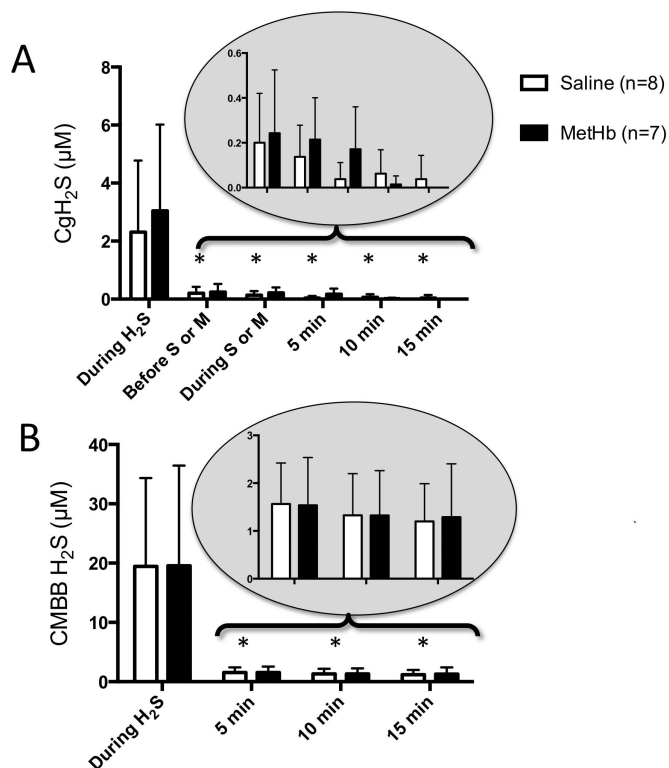 A
CgH₂S (µM)
8
6
4
2
0
0.6
0.4
0.2
0.0
Saline (n=8)
MetHb (n=7)
* * * * *
During H₂S
Before S or M
During S or M
5 min
10 min
15 min
B
CMBB H₂S (µM)
40
30
20
10
0
3
2
1
0
* * *
During H₂S
5 min
10 min
15 min